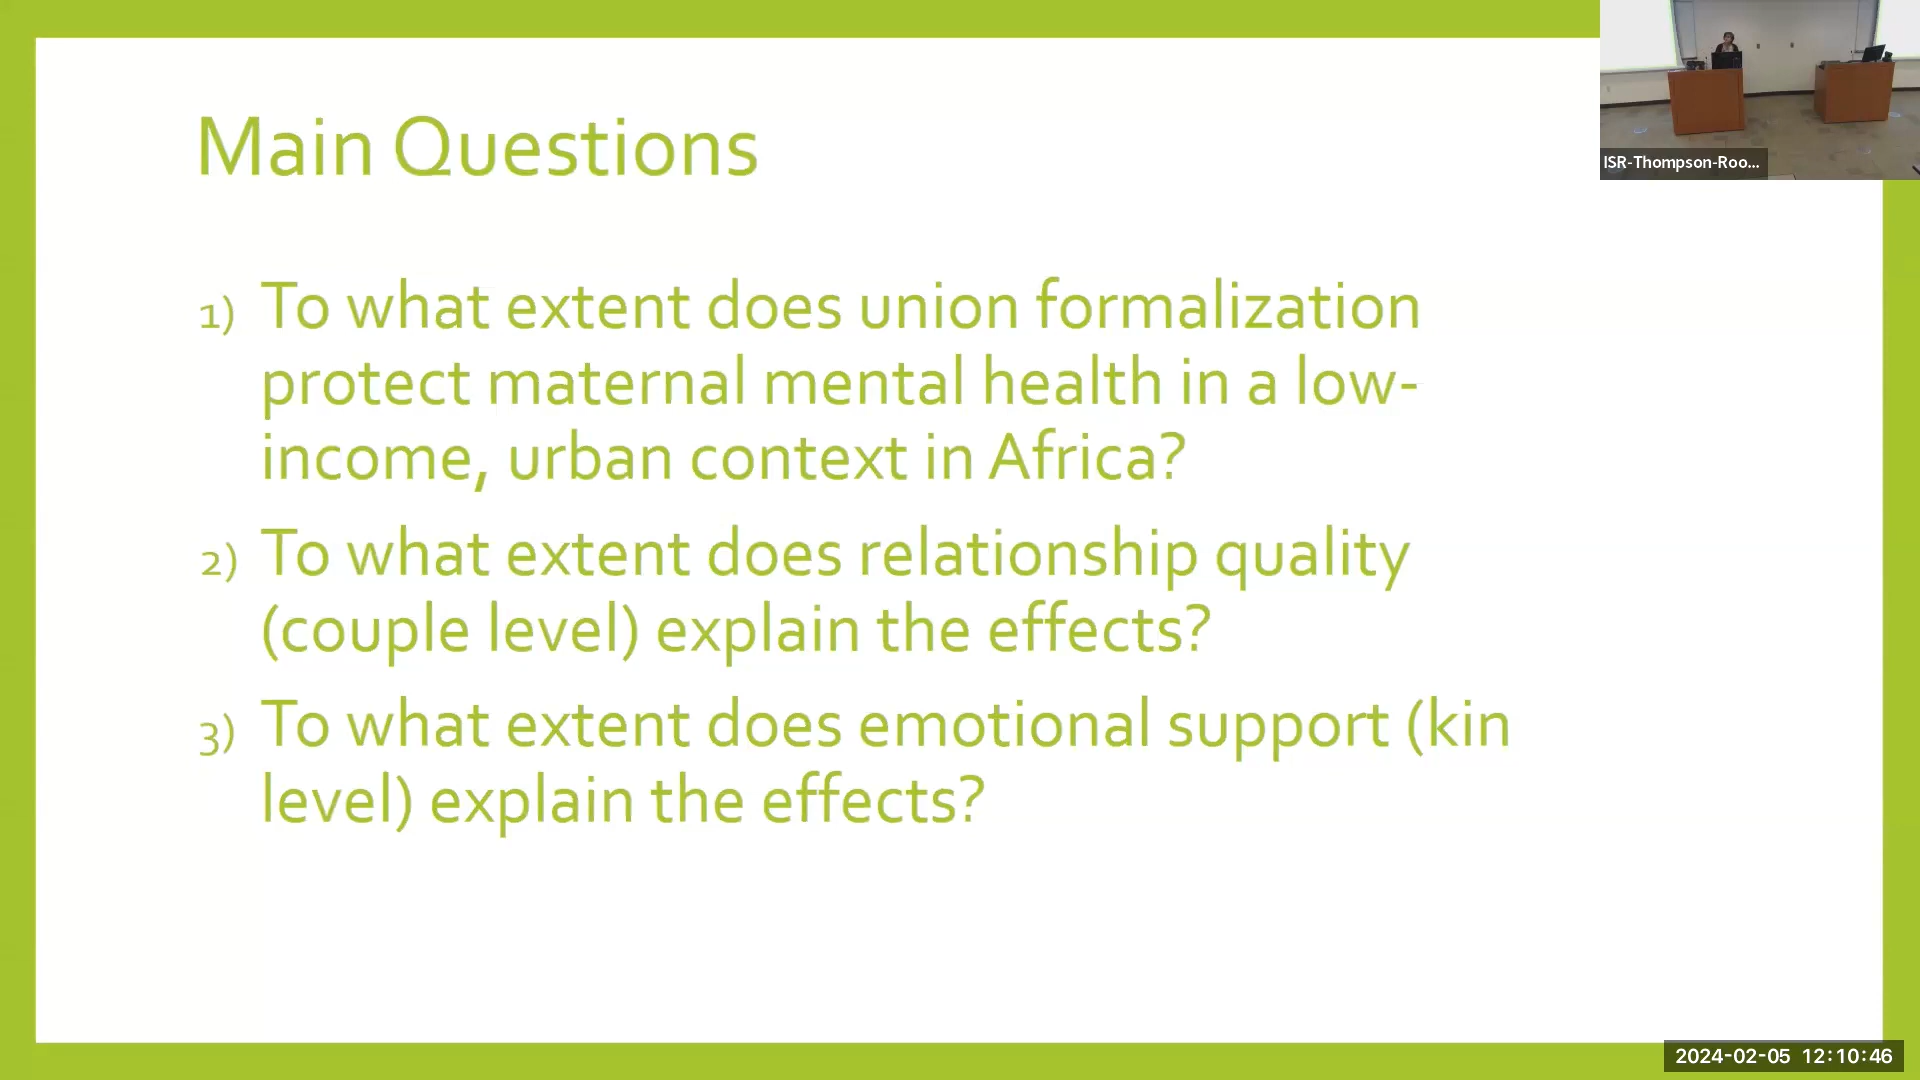 Main Questions
1) To what extent does union formalization
protect maternal mental health in a low-
income, urban context in Africa?
2) To what extent does relationship quality
(couple level) explain the effects?
3) To what extent does emotional support (kin
level) explain the effects?
ISR-Thompson-Roo...
2024-02-05 12:10:46